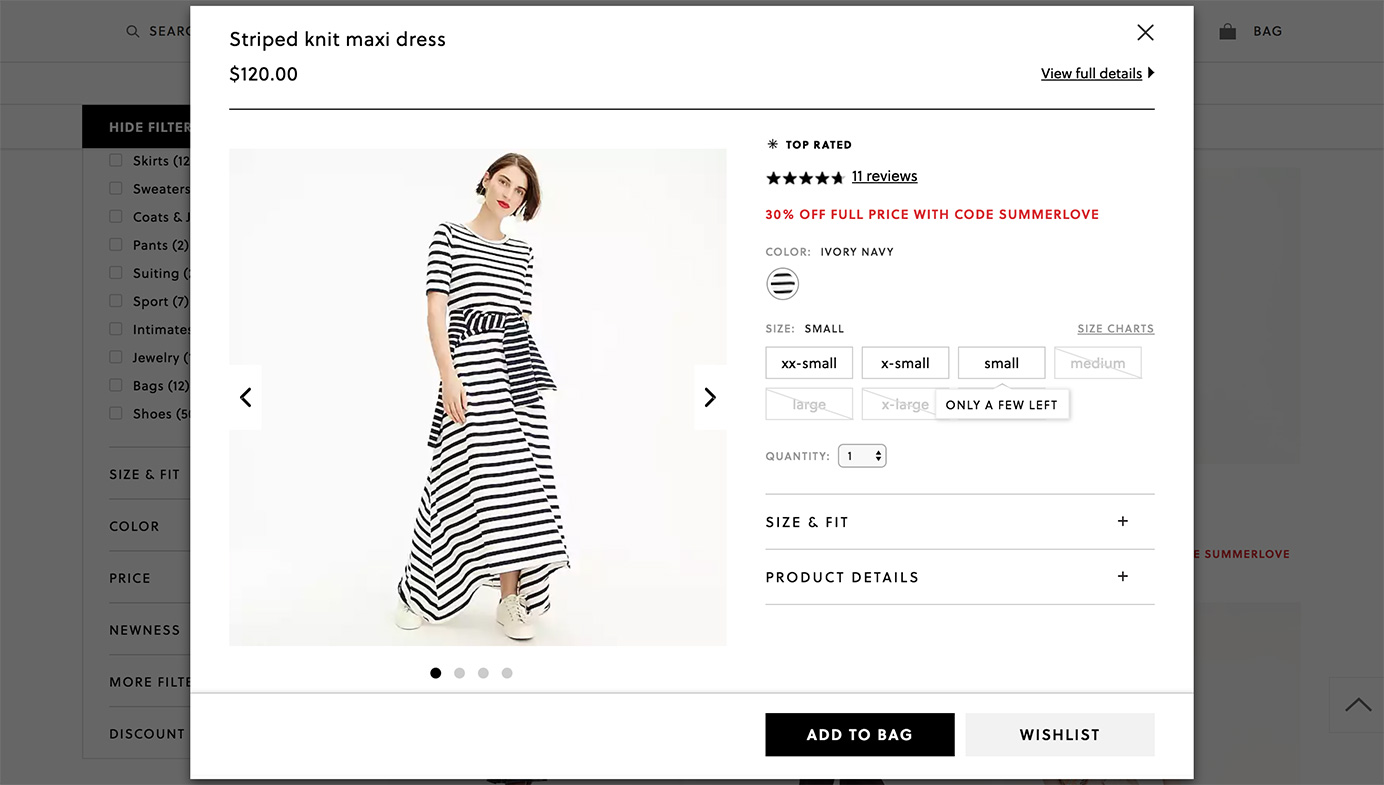 SEARC
BAG
Striped knit maxi dress
$120.00
View full details
HIDE FILTER
Skirts (12
Sweaters
Coats & J
Pants (2)
Suiting (
Sport (7)
Intimates
Jewelry (
Bags (12)
Shoes (50
SIZE & FIT
COLOR
PRICE
NEWNESS
MORE FILTE
DISCOUNT
TOP RATED
11 reviews
30% OFF FULL PRICE WITH CODE SUMMERLOVE
COLOR: IVORY NAVY
SIZE: SMALL SIZE CHARTS
xx-small x-small small medium
large x-large ONLY A FEW LEFT
QUANTITY: 1
SIZE & FIT +
PRODUCT DETAILS +
E SUMMERLOVE
ADD TO BAG WISHLIST